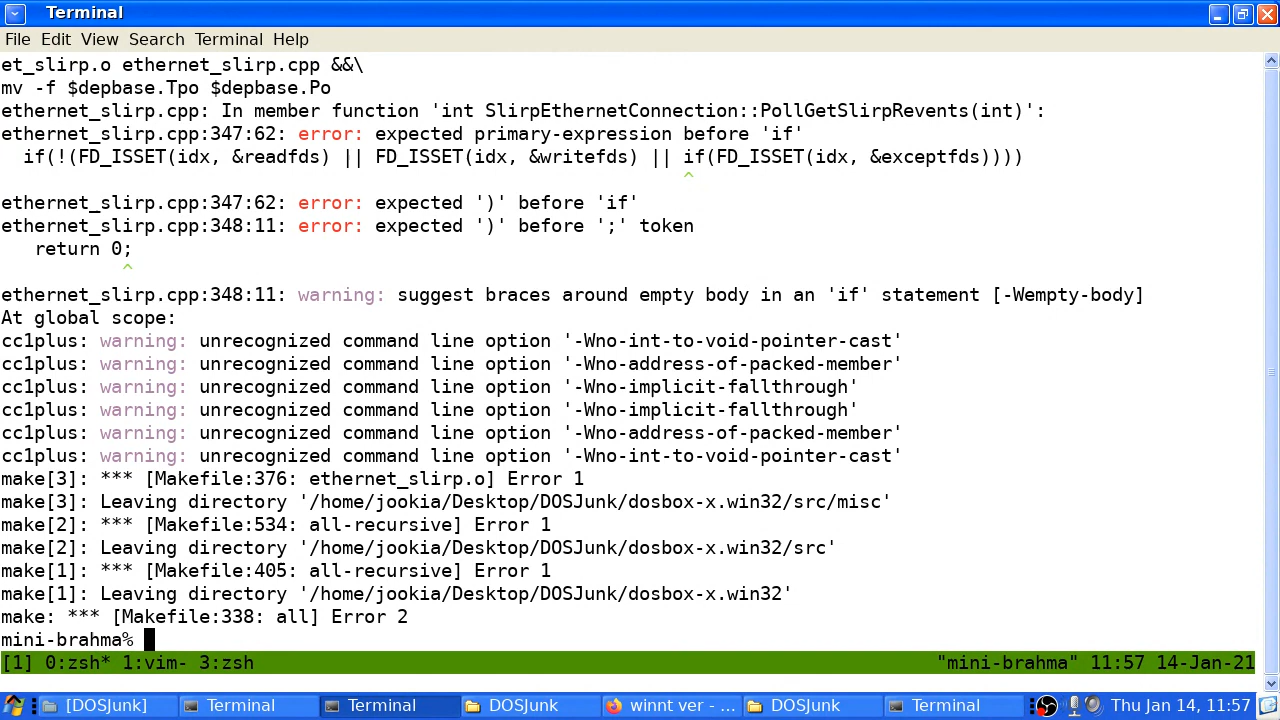 Terminal
File Edit View Search Terminal Help
et_slirp.o ethernet_slirp.cpp &&\
mv -f $depbase.Tpo $depbase.Po
ethernet_slirp.cpp: In member function 'int SlirpEthernetConnection::PollGetSlirpRevents(int)':
ethernet_slirp.cpp:347:62: error: expected primary-expression before 'if'
  if(!(FD_ISSET(idx, &readfds) || FD_ISSET(idx, &writefds) || if(FD_ISSET(idx, &exceptfds))))
^
ethernet_slirp.cpp:347:62: error: expected ')' before 'if'
ethernet_slirp.cpp:348:11: error: expected ')' before ';' token
   return 0;
^
ethernet_slirp.cpp:348:11: warning: suggest braces around empty body in an 'if' statement [-Wempty-body]
At global scope:
cc1plus: warning: unrecognized command line option '-Wno-int-to-void-pointer-cast'
cc1plus: warning: unrecognized command line option '-Wno-address-of-packed-member'
cc1plus: warning: unrecognized command line option '-Wno-implicit-fallthrough'
cc1plus: warning: unrecognized command line option '-Wno-implicit-fallthrough'
cc1plus: warning: unrecognized command line option '-Wno-address-of-packed-member'
cc1plus: warning: unrecognized command line option '-Wno-int-to-void-pointer-cast'
make[3]: *** [Makefile:376: ethernet_slirp.o] Error 1
make[3]: Leaving directory '/home/jookia/Desktop/DOSJunk/dosbox-x.win32/src/misc'
make[2]: *** [Makefile:534: all-recursive] Error 1
make[2]: Leaving directory '/home/jookia/Desktop/DOSJunk/dosbox-x.win32/src'
make[1]: *** [Makefile:405: all-recursive] Error 1
make[1]: Leaving directory '/home/jookia/Desktop/DOSJunk/dosbox-x.win32'
make: *** [Makefile:338: all] Error 2
mini-brahma%
[1] 0:zsh* 1:vim- 3:zsh "mini-brahma" 11:57 14-Jan-21
[DOSJunk] Terminal Terminal DOSJunk winnt ver - ... DOSJunk Terminal Thu Jan 14, 11:57